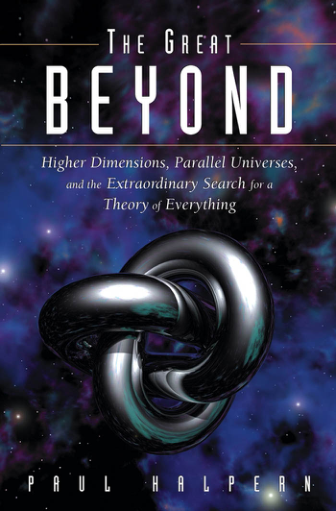 THE GREAT
BEYOND
Higher Dimensions, Parallel Universes,
and the Extraordinary Search for a
Theory of Everything
PAUL HALPERN